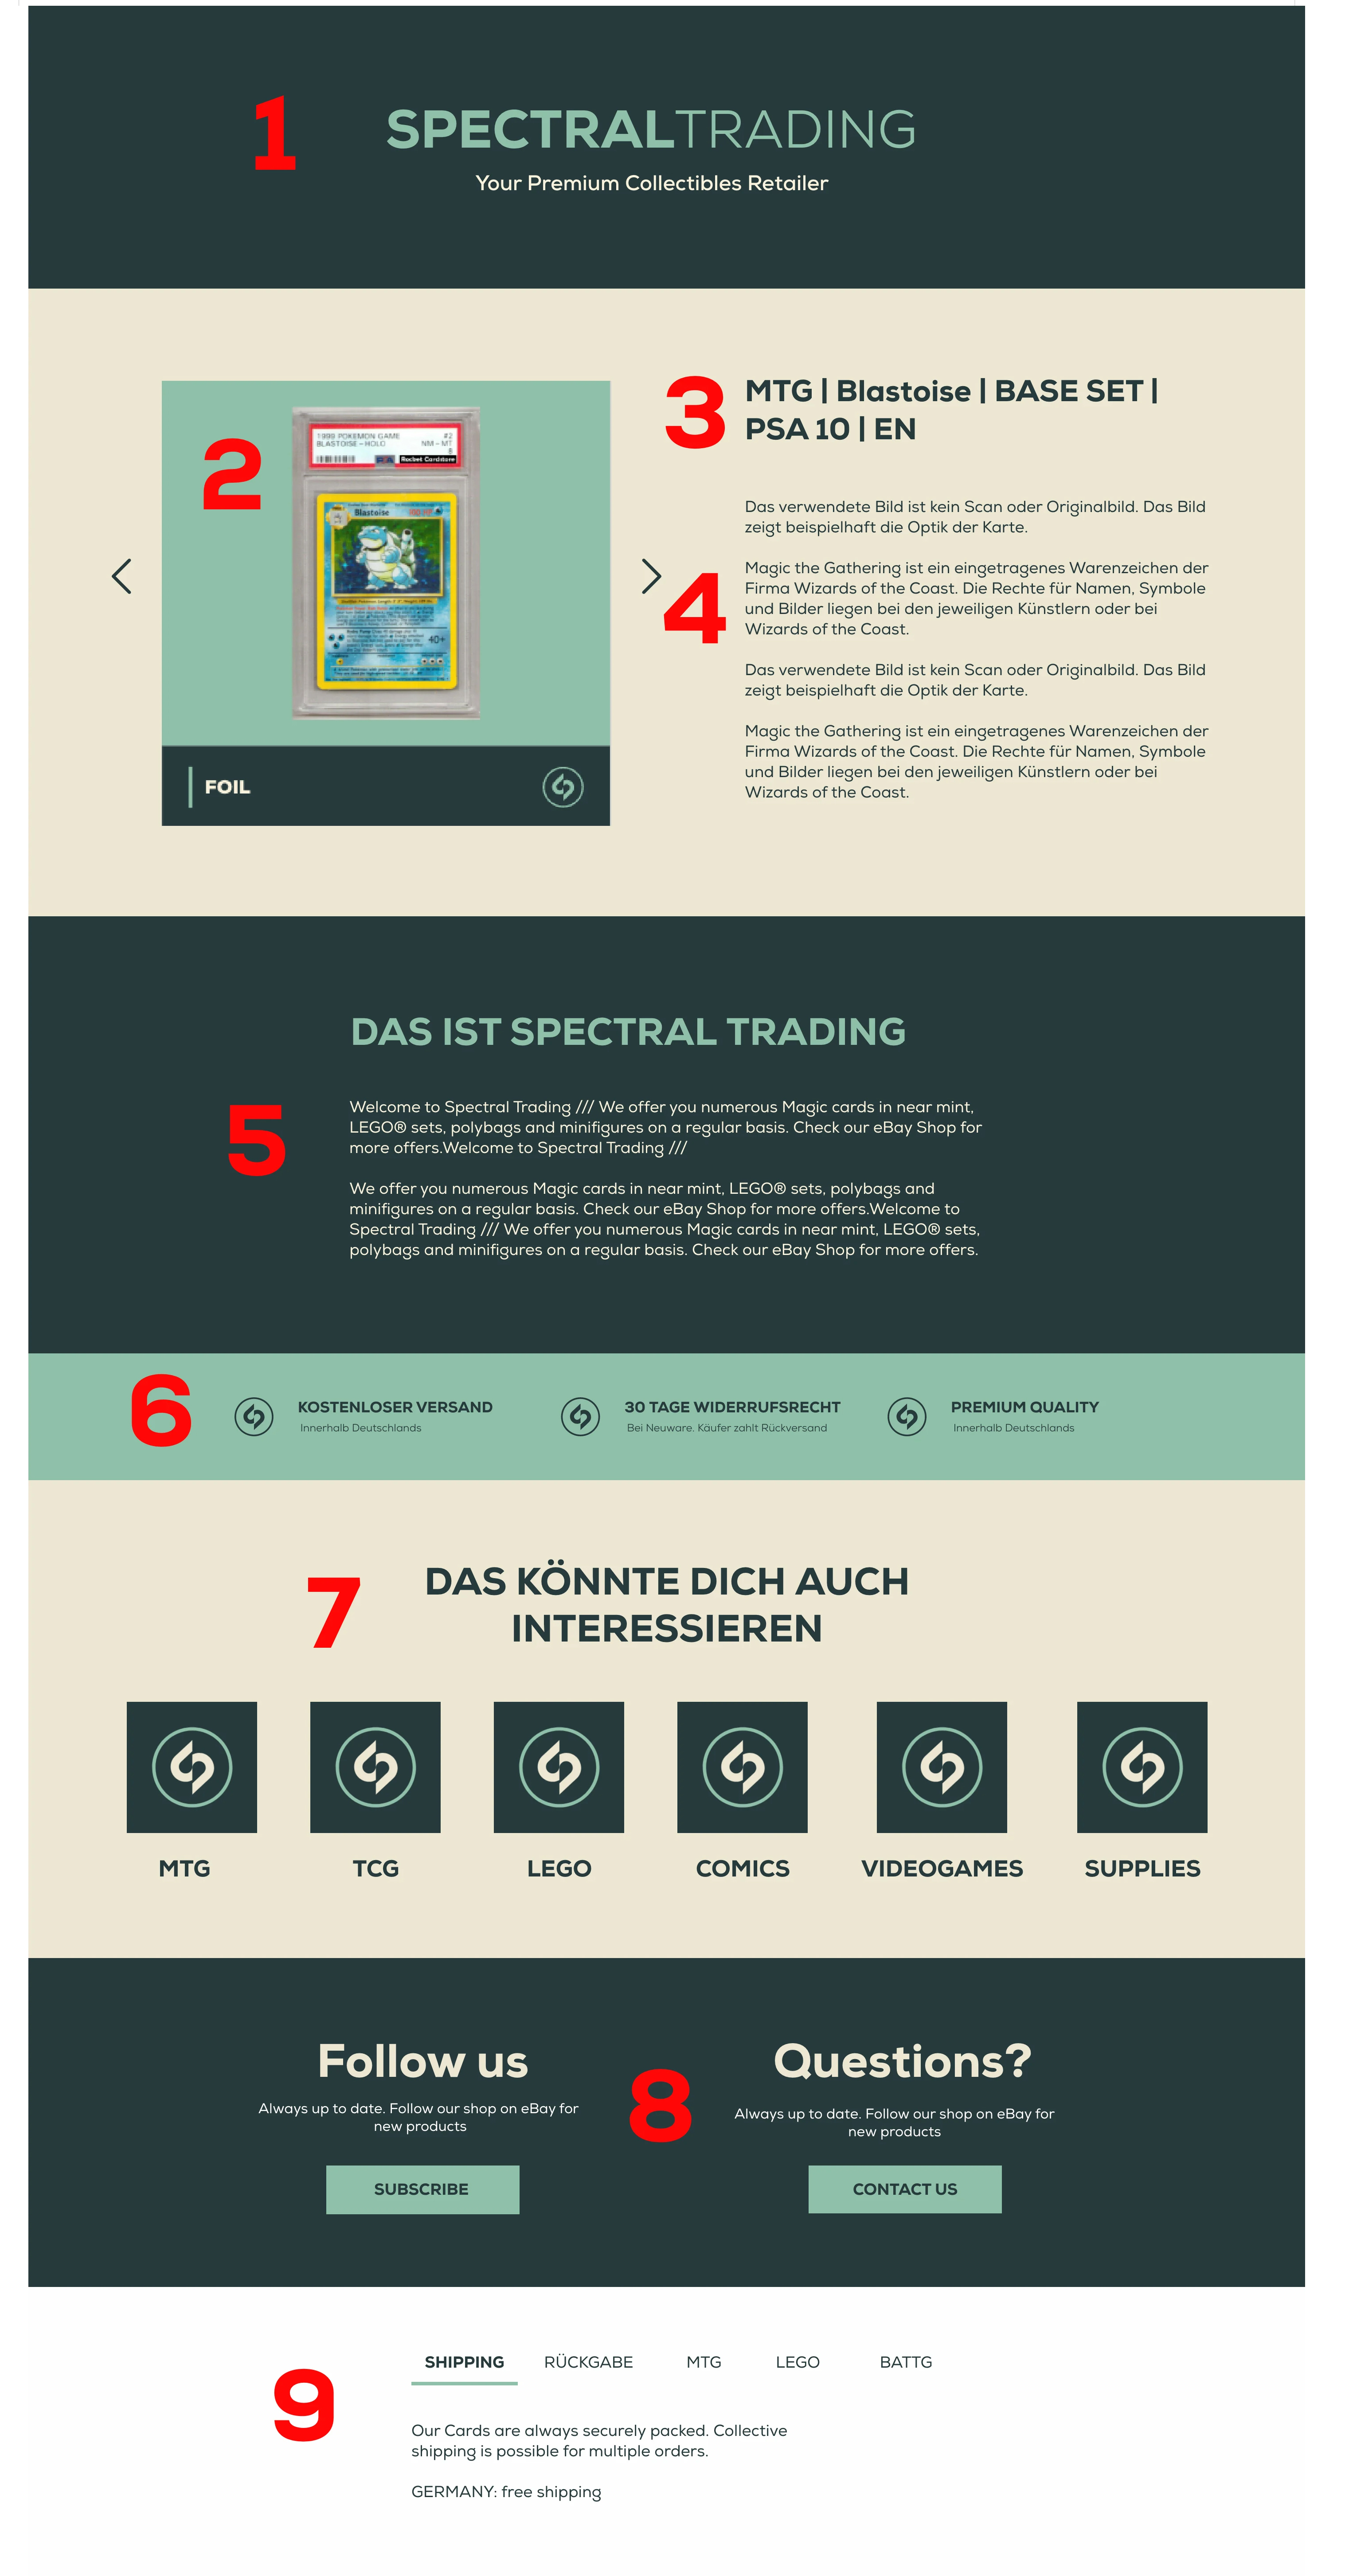 1
SPECTRALTRADING
Your Premium Collectibles Retailer
2
1999 POKEMON GAME #2
BLASTOISE - HOLO NM - MT
8
PSA Rocket Cardstore
Blastoise
40+
FOIL
3
MTG | Blastoise | BASE SET |
PSA 10 | EN
4
Das verwendete Bild ist kein Scan oder Originalbild. Das Bild
zeigt beispielhaft die Optik der Karte.
Magic the Gathering ist ein eingetragenes Warenzeichen der
Firma Wizards of the Coast. Die Rechte für Namen, Symbole
und Bilder liegen bei den jeweiligen Künstlern oder bei
Wizards of the Coast.
Das verwendete Bild ist kein Scan oder Originalbild. Das Bild
zeigt beispielhaft die Optik der Karte.
Magic the Gathering ist ein eingetragenes Warenzeichen der
Firma Wizards of the Coast. Die Rechte für Namen, Symbole
und Bilder liegen bei den jeweiligen Künstlern oder bei
Wizards of the Coast.
DAS IST SPECTRAL TRADING
5
Welcome to Spectral Trading /// We offer you numerous Magic cards in near mint,
LEGO® sets, polybags and minifigures on a regular basis. Check our eBay Shop for
more offers.Welcome to Spectral Trading ///
We offer you numerous Magic cards in near mint, LEGO® sets, polybags and
minifigures on a regular basis. Check our eBay Shop for more offers.Welcome to
Spectral Trading /// We offer you numerous Magic cards in near mint, LEGO® sets,
polybags and minifigures on a regular basis. Check our eBay Shop for more offers.
6
KOSTENLOSER VERSAND
Innerhalb Deutschlands
30 TAGE WIDERRUFSRECHT
Bei Neuware. Käufer zahlt Rückversand
PREMIUM QUALITY
Innerhalb Deutschlands
7
DAS KÖNNTE DICH AUCH
INTERESSIEREN
MTG
TCG
LEGO
COMICS
VIDEOGAMES
SUPPLIES
Follow us
Always up to date. Follow our shop on eBay for
new products
SUBSCRIBE
8
Questions?
Always up to date. Follow our shop on eBay for
new products
CONTACT US
9
SHIPPING RÜCKGABE MTG LEGO BATTG
Our Cards are always securely packed. Collective
shipping is possible for multiple orders.
GERMANY: free shipping